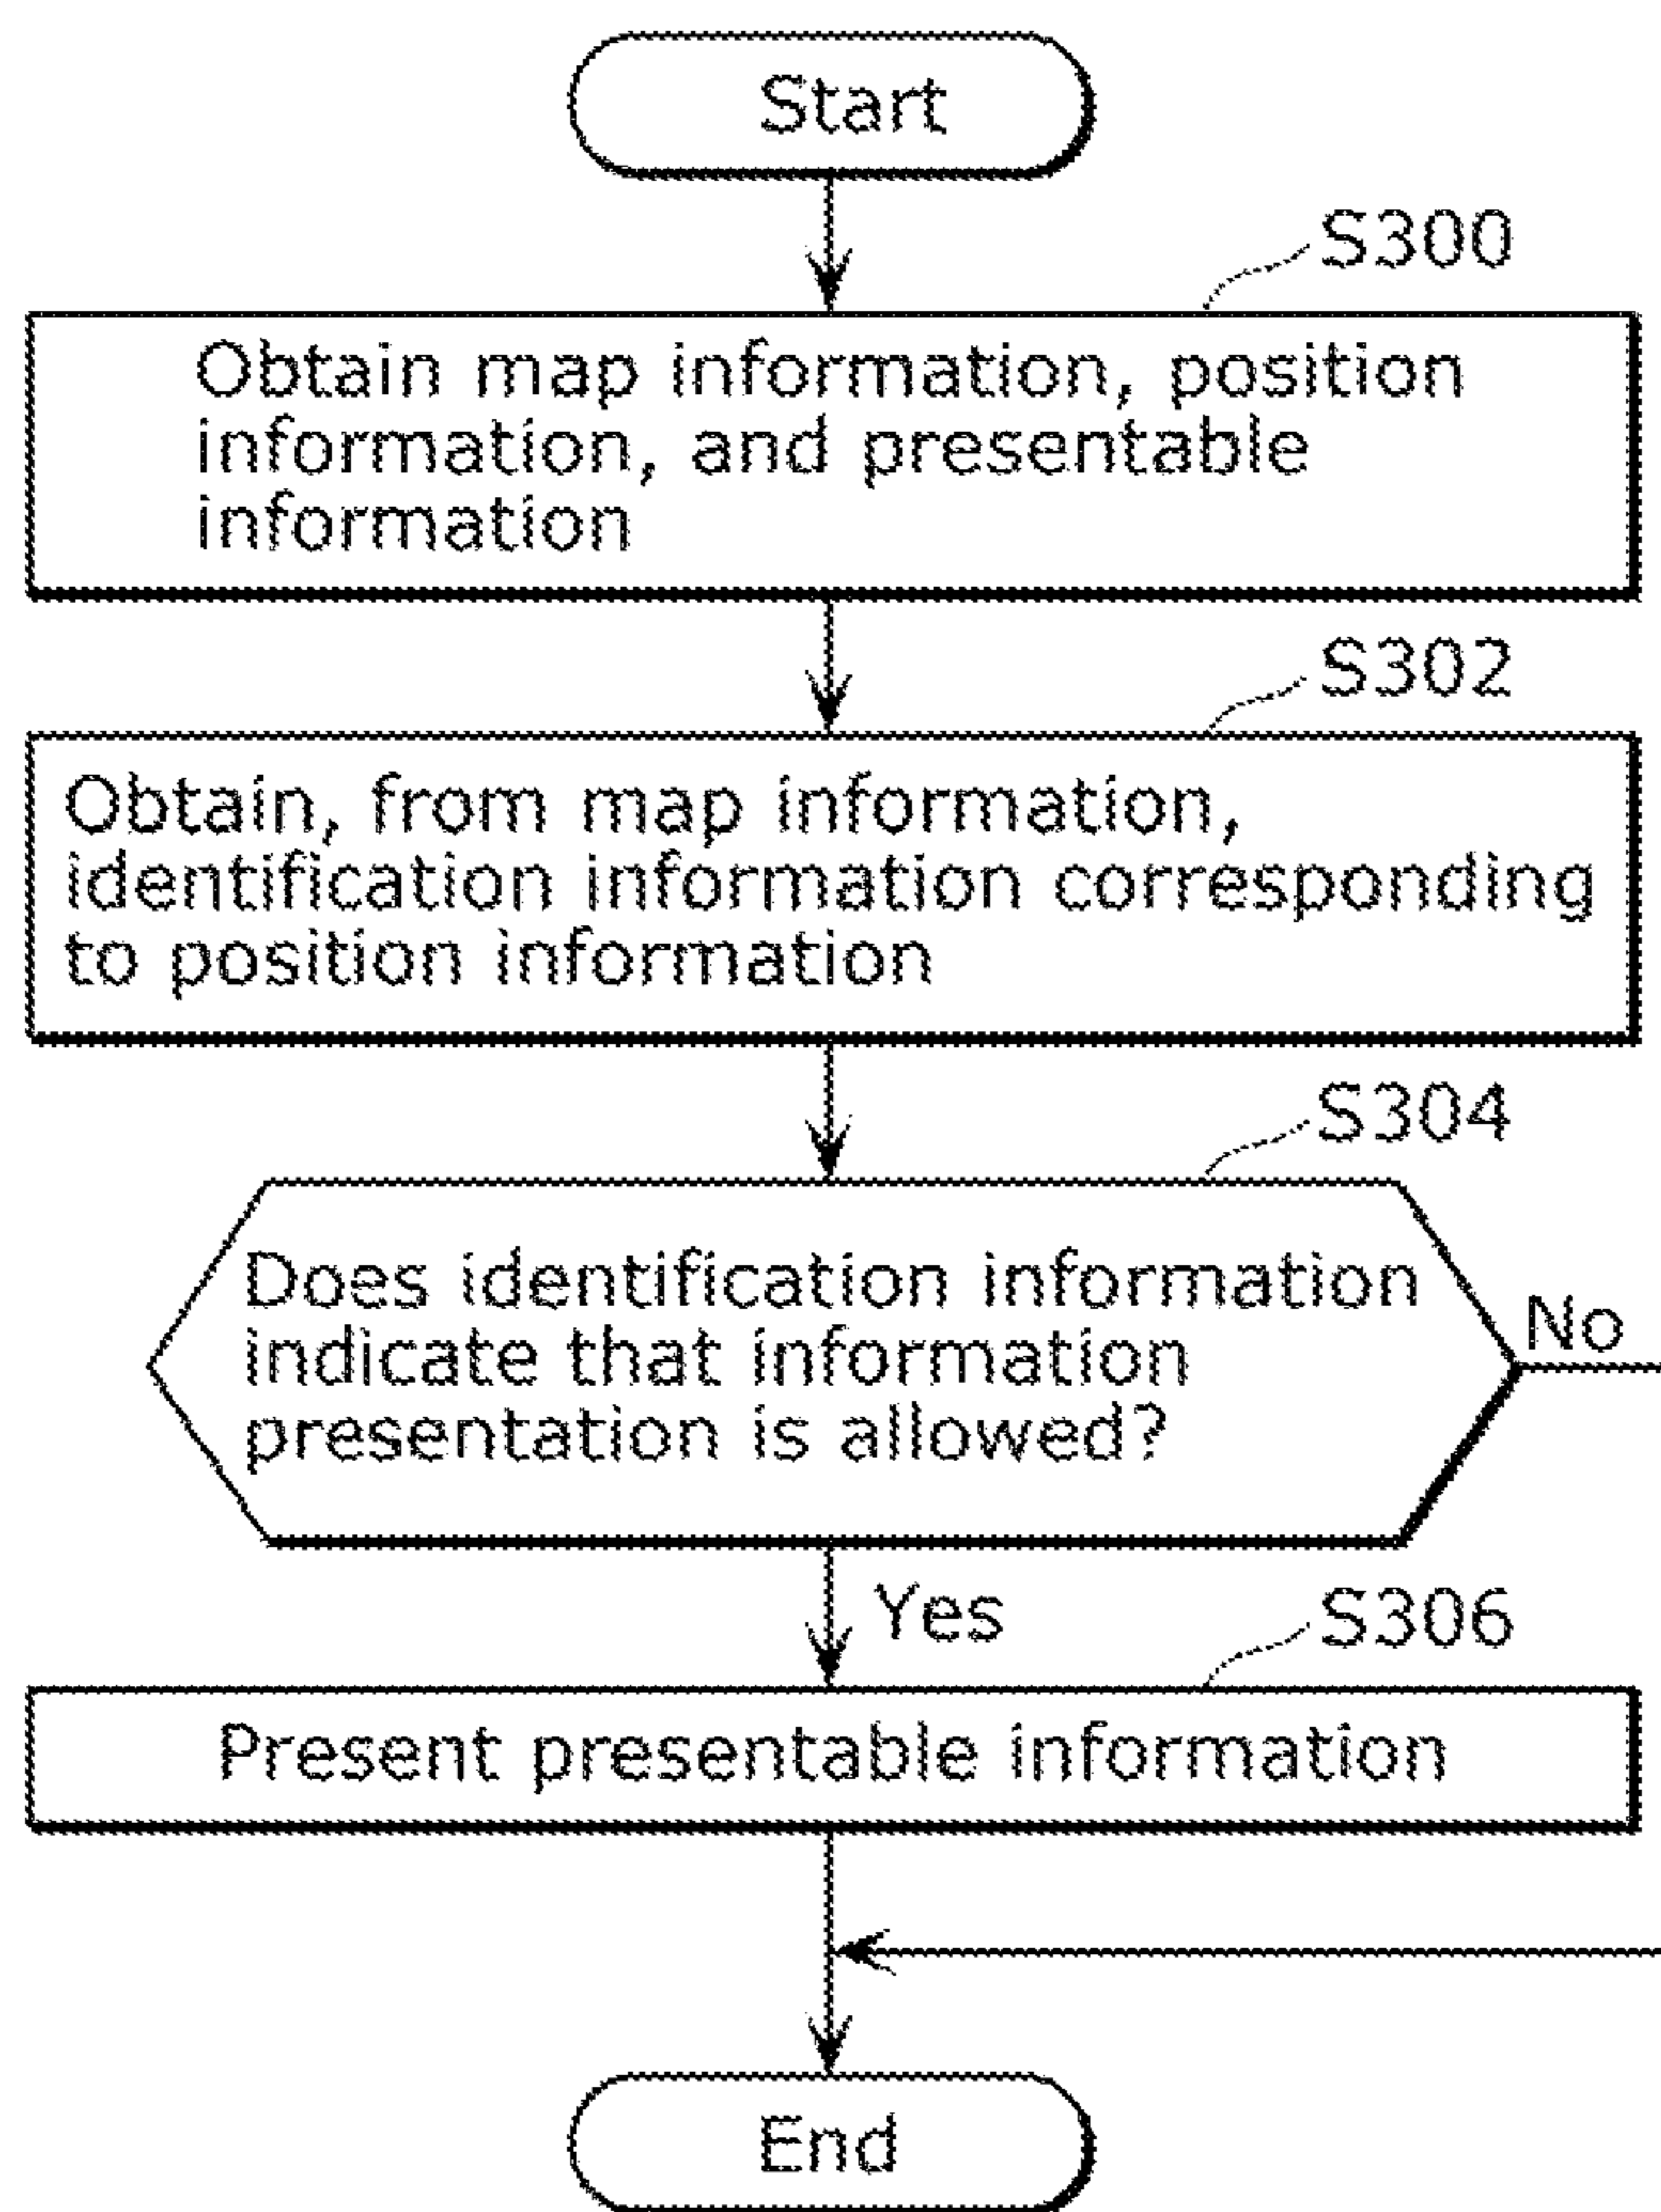 Start
S300
Obtain map information, position
information, and presentable
information
S302
Obtain, from map information,
identification information corresponding
to position information
S304
Does identification information
indicate that information
presentation is allowed?
No
Yes
S306
Present presentable information
End